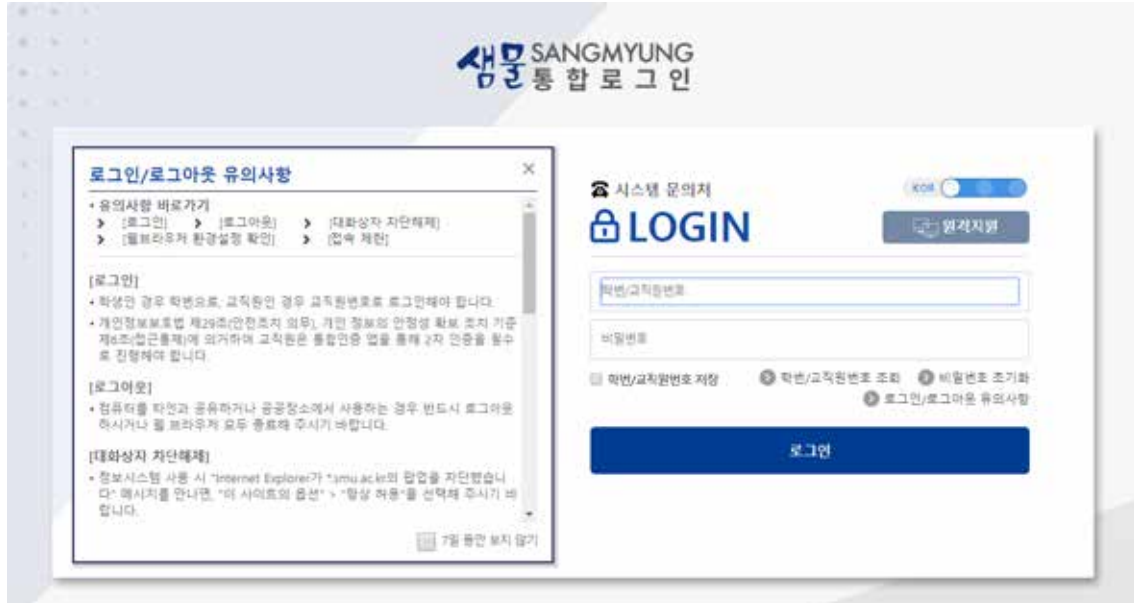 샘물 SANGMYUNG
통합로그인
로그인/로그아웃 유의사항 ×
• 유의사항 바로가기
[로그인] [로그아웃] [대화상자 차단해제]
[웹브라우저 환경설정 확인] [접속 제한]
[로그인]
• 학생인 경우 학번으로, 교직원인 경우 교직원번호로 로그인해야 합니다.
• 개인정보보호법 제29조(안전조치 의무), 개인 정보의 안정성 확보 조치 기준
제6조(접근통제)에 의거하여 교직원은 통합인증 앱을 통해 2차 인증을 필수
로 진행해야 합니다.
[로그아웃]
• 컴퓨터를 타인과 공유하거나 공공장소에서 사용하는 경우 반드시 로그아웃
하시거나 웹 브라우저 모두 종료해 주시기 바랍니다.
[대화상자 차단해제]
• 정보시스템 사용 시 "Internet Explorer가 *.smu.ac.kr의 팝업을 차단했습니
다" 메시지를 만나면, "이 사이트의 옵션" > "항상 허용"을 선택해 주시기 바
랍니다.
7일 동안 보지 않기
시스템 문의처
KOR
LOGIN
원격지원
학번/교직원번호
비밀번호
학번/교직원번호 저장
학번/교직원번호 조회
비밀번호 초기화
로그인/로그아웃 유의사항
로그인